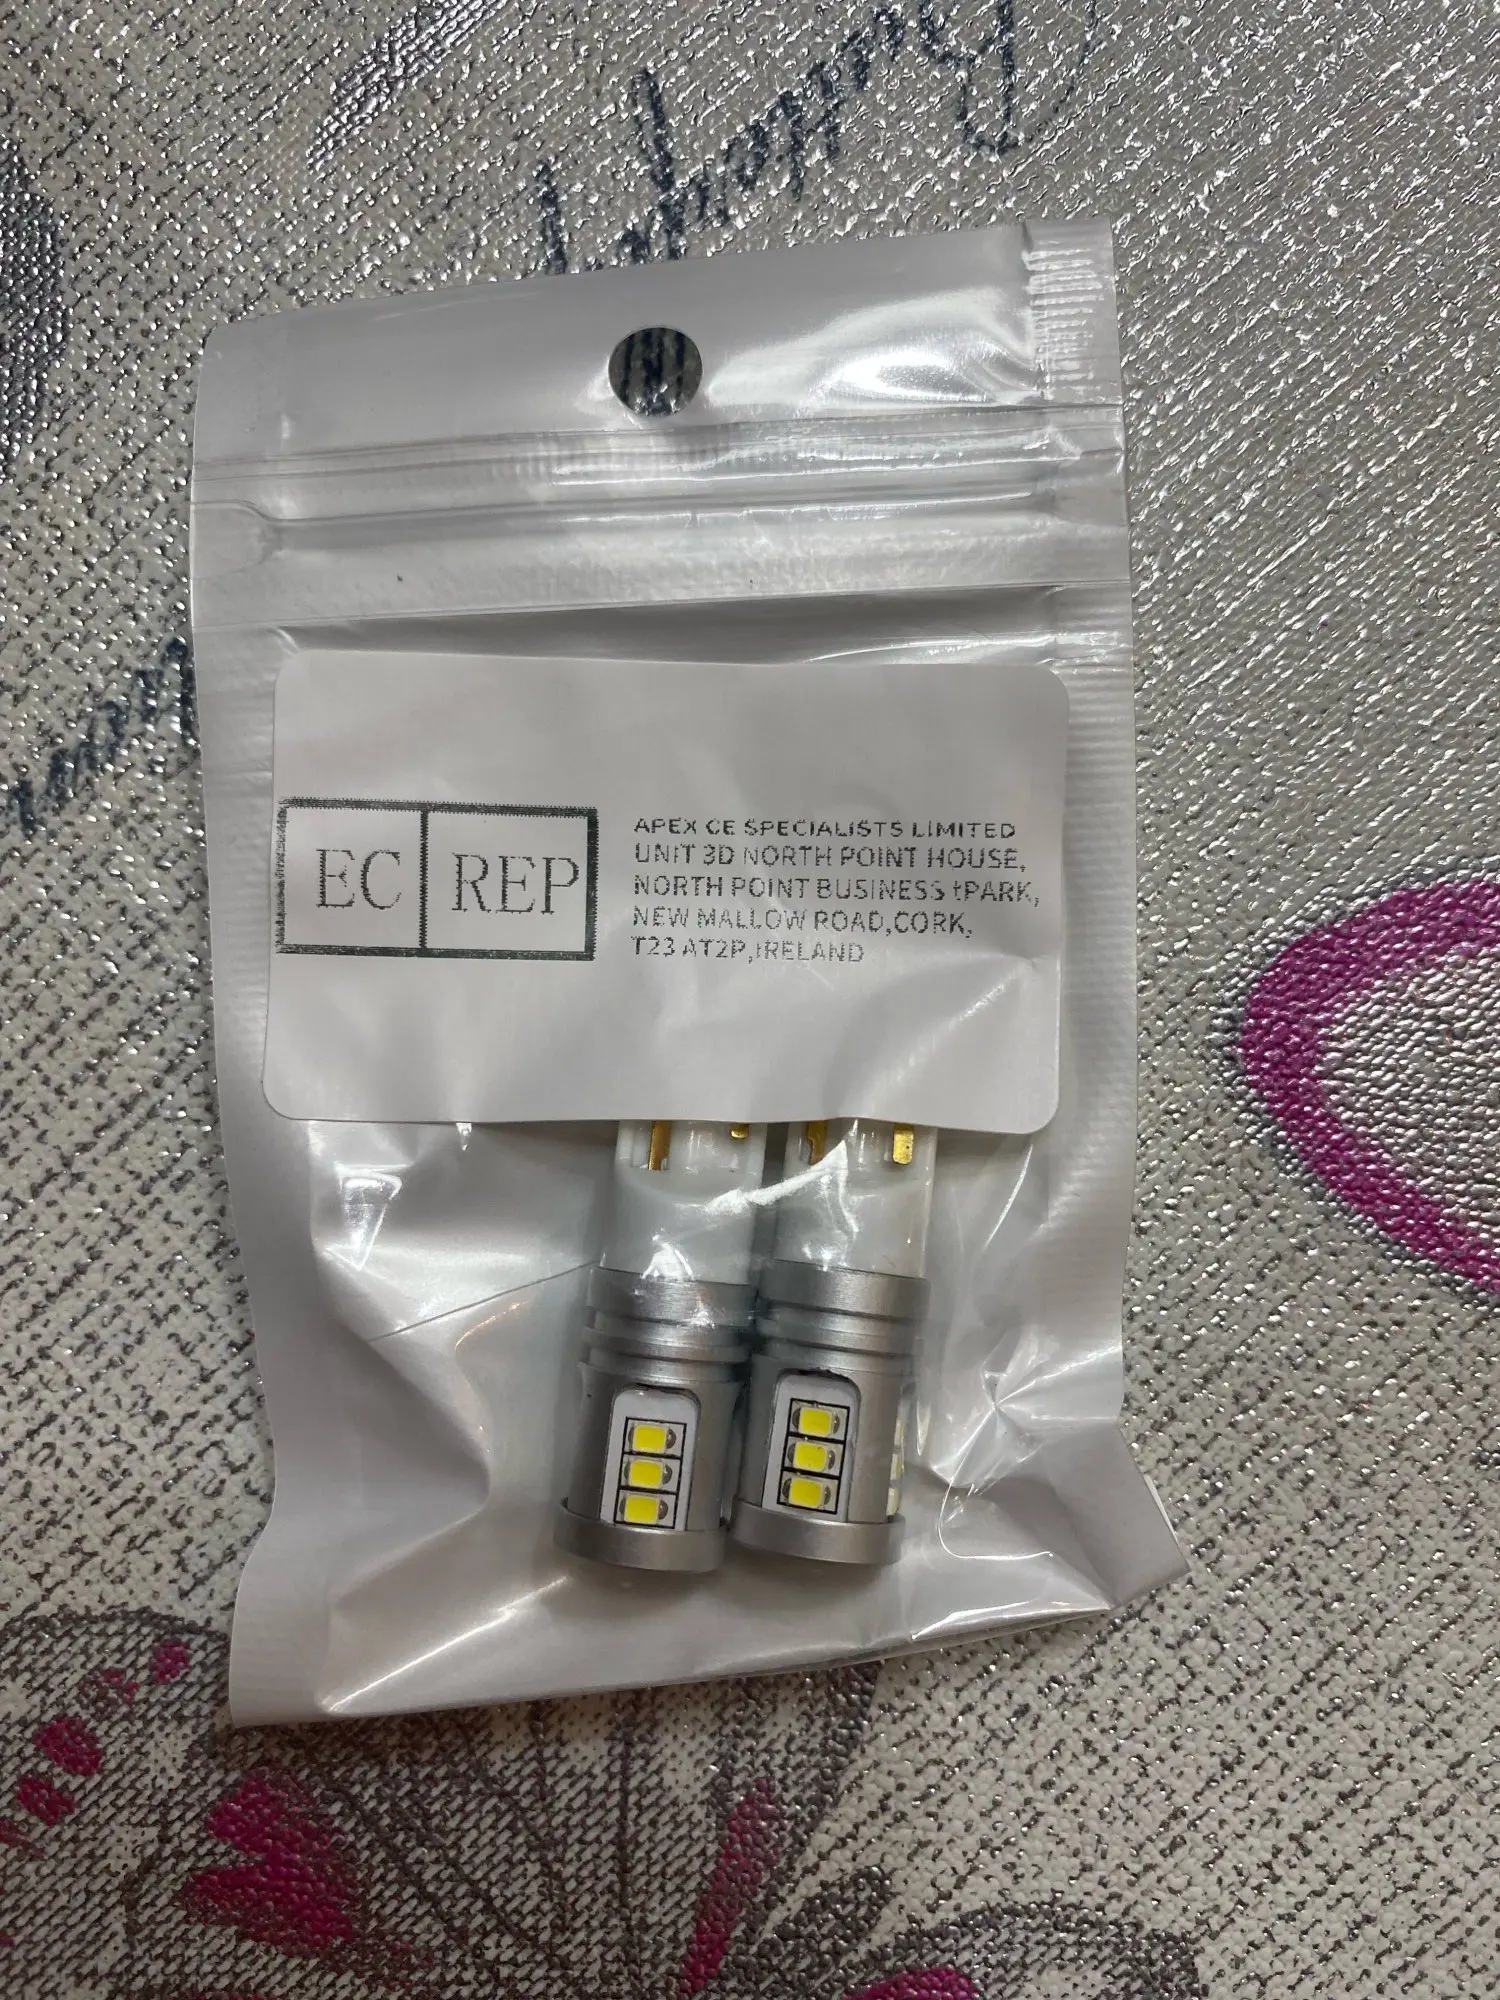 EC REP
APEX CE SPECIALISTS LIMITED
UNIT 3D NORTH POINT HOUSE,
NORTH POINT BUSINESS tPARK,
NEW MALLOW ROAD,CORK,
T23 AT2P,IRELAND